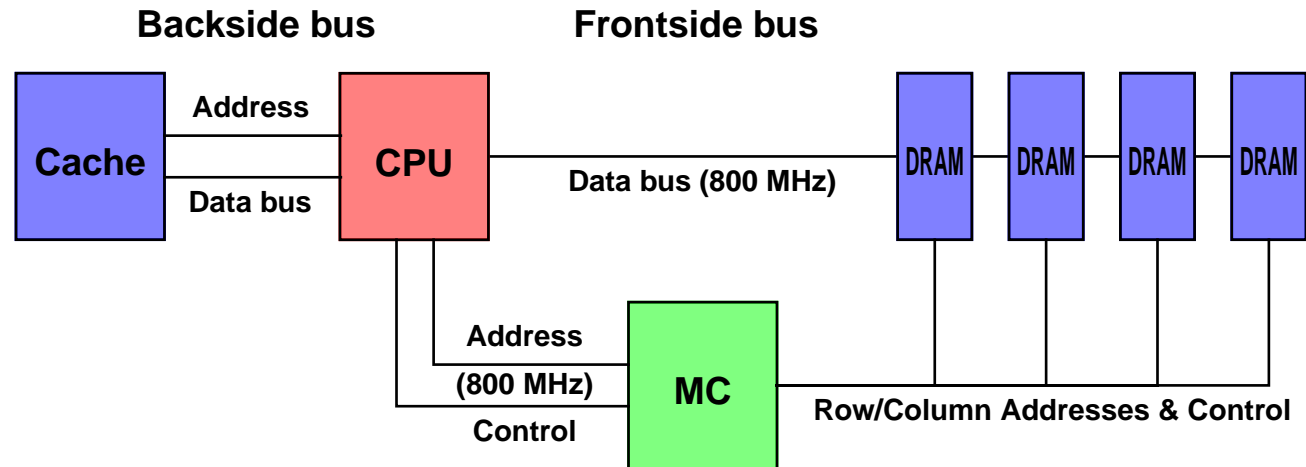 Backside bus
Frontside bus
Address
Cache
CPU
Data bus
Data bus (800 MHz)
DRAM
DRAM
DRAM
DRAM
Address
(800 MHz)
Control
MC
Row/Column Addresses & Control